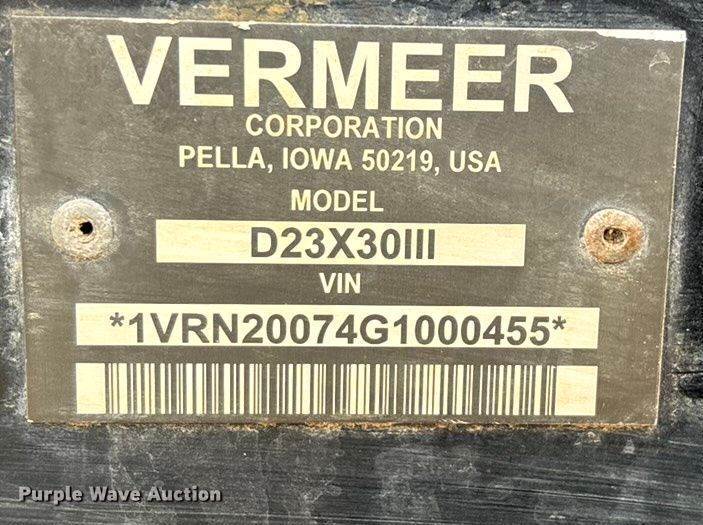 VERMEER
CORPORATION
PELLA, IOWA 50219, USA
MODEL
D23X30III
VIN
*1VRN20074G1000455*
Purple Wave Auction